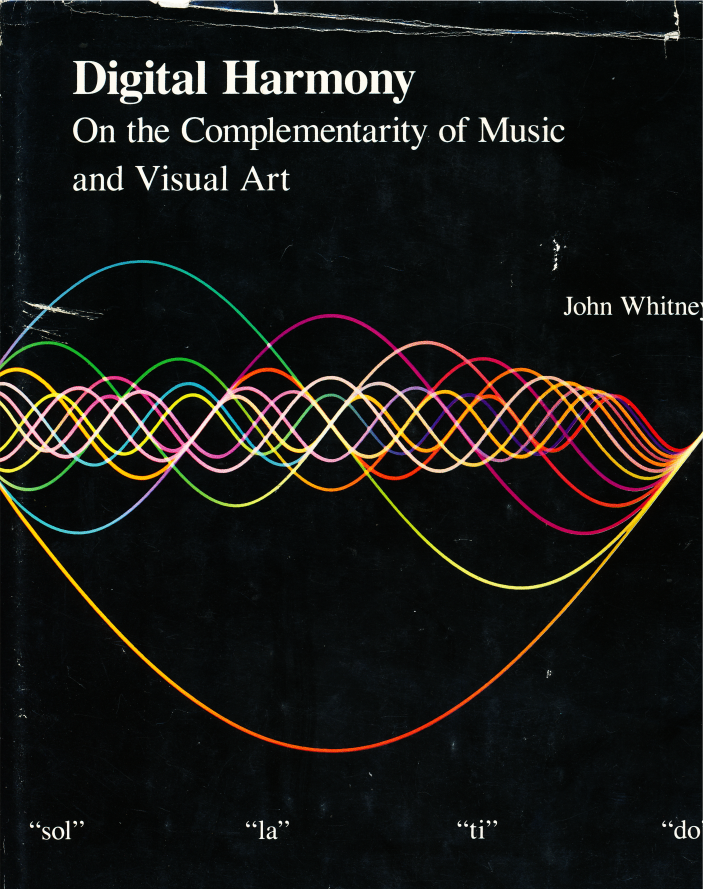 Digital Harmony
On the Complementarity of Music
and Visual Art
John Whitney
“sol” “la” “ti” “do”